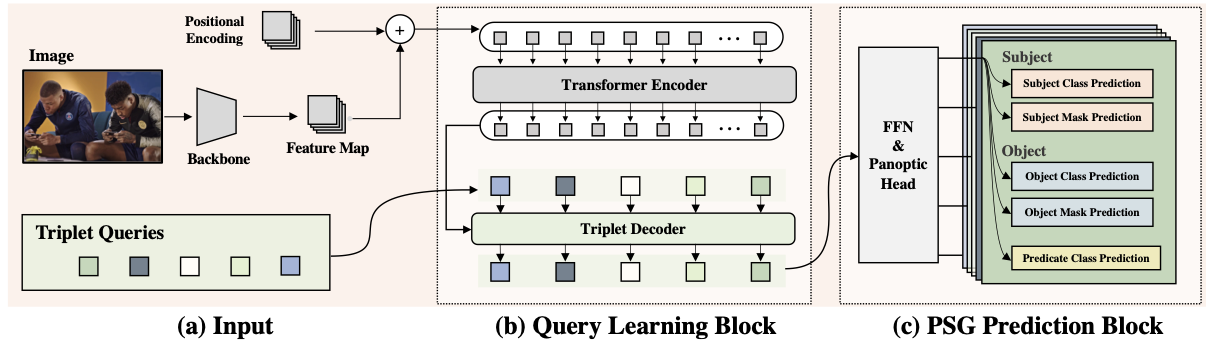 Positional
Encoding
+
Image
Backbone
Feature Map
Triplet Queries
(a) Input
...
Transformer Encoder
...
Triplet Decoder
(b) Query Learning Block
FFN
&
Panoptic
Head
Subject
Subject Class Prediction
Subject Mask Prediction
Object
Object Class Prediction
Object Mask Prediction
Predicate Class Prediction
(c) PSG Prediction Block